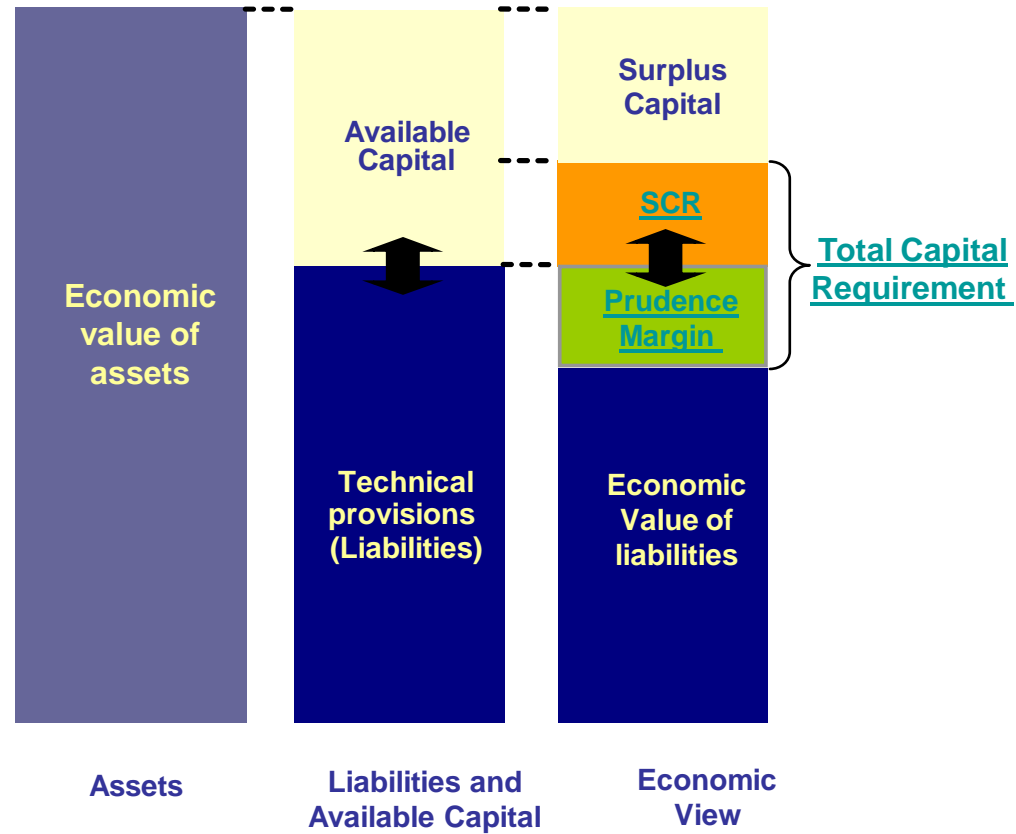 Economic
value of
assets
Assets
Available
Capital
Technical
provisions
(Liabilities)
Liabilities and
Available Capital
Surplus
Capital
SCR
Prudence
Margin
Economic
Value of
liabilities
Economic
View
Total Capital
Requirement